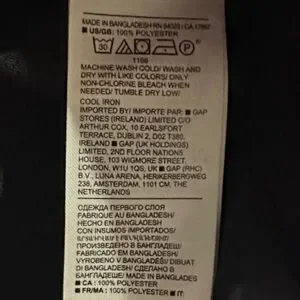 MADE IN BANGLADESH RN 54023 / CA 17897
■ US/GB: 100% POLYESTER
30
P
1106
MACHINE WASH COLD/ WASH AND
DRY WITH LIKE COLORS/ ONLY
NON-CHLORINE BLEACH WHEN
NEEDED/ TUMBLE DRY LOW/
COOL IRON
IMPORTED BY/ IMPORTE PAR: ■ GAP
STORES (IRELAND) LIMITED C/O
ARTHUR COX, 10 EARLSFORT
TERRACE, DUBLIN 2, D02 T380,
IRELAND ■ GAP (UK HOLDINGS)
LIMITED, 2ND FLOOR NATIONS
HOUSE, 103 WIGMORE STREET,
LONDON, W1U 1QS, UK ■ GAP (RHC)
B.V., LUNA ARENA, HERIKERBERGWEG
238, AMSTERDAM, 1101 CM, THE
NETHERLANDS
ОДЕЖДА ПЕРВОГО СЛОЯ
FABRIQUE AU BANGLADESH/
HECHO EN BANGLADESH
CON INSUMOS IMPORTADOS/
ПРОИЗВЕДЕНО В БАНГЛАДЕШ/
FABRICADO EM BANGLADESH/
VYROBENO V BANGLADÉŠI/ DIBUAT
DI BANGLADESH/ СДЕЛАНО В
БАНГЛАДЕШ/ MADE IN BANGLADES
■ CA : 100% POLYESTER
■ FR/MA : 100% POLYESTER